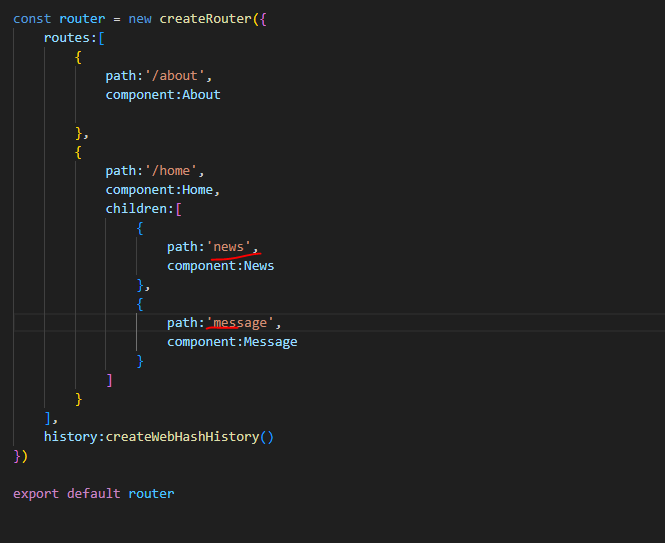 const router = new createRouter({
routes:[
{
path:'/about',
component:About
},
{
path:'/home',
component:Home,
children:[
{
path:'news',
component:News
},
{
path:'message',
component:Message
}
]
}
],
history:createWebHashHistory()
})
export default router